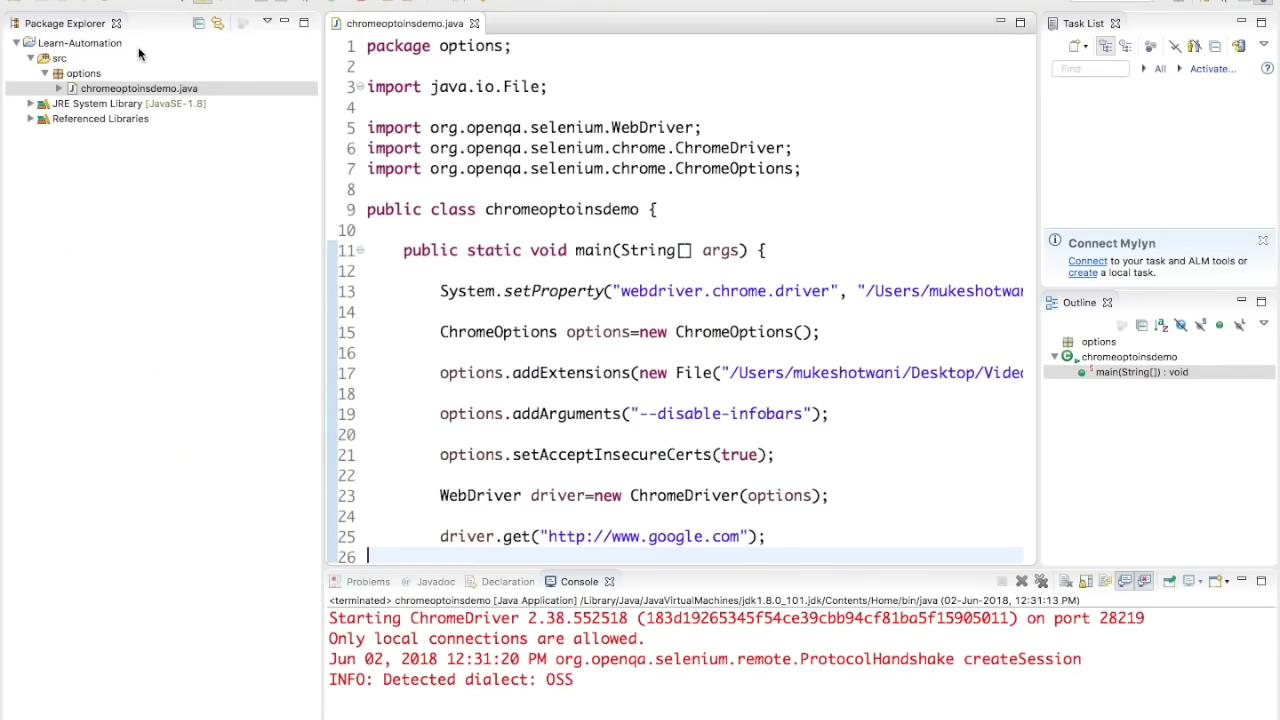 Package Explorer
Learn-Automation
src
options
chromeoptoinsdemo.java
JRE System Library [JavaSE-1.8]
Referenced Libraries
chromeoptoinsdemo.java
1 package options;
2
3 import java.io.File;
4
5 import org.openqa.selenium.WebDriver;
6 import org.openqa.selenium.chrome.ChromeDriver;
7 import org.openqa.selenium.chrome.ChromeOptions;
8
9 public class chromeoptoinsdemo {
10
11 public static void main(String[] args) {
12
13 System.setProperty("webdriver.chrome.driver", "/Users/mukeshotwan
14
15 ChromeOptions options=new ChromeOptions();
16
17 options.addExtensions(new File("/Users/mukeshotwani/Desktop/Video
18
19 options.addArguments("--disable-infobars");
20
21 options.setAcceptInsecureCerts(true);
22
23 WebDriver driver=new ChromeDriver(options);
24
25 driver.get("http://www.google.com");
26
Problems Javadoc Declaration Console
<terminated> chromeoptoinsdemo [Java Application] /Library/Java/JavaVirtualMachines/jdk1.8.0_101.jdk/Contents/Home/bin/java (02-Jun-2018, 12:31:13 PM)
Starting ChromeDriver 2.38.552518 (183d19265345f54ce39cbb94cf81ba5f15905011) on port 28219
Only local connections are allowed.
Jun 02, 2018 12:31:20 PM org.openqa.selenium.remote.ProtocolHandshake createSession
INFO: Detected dialect: OSS
Task List
Find All Activate...
Connect Mylyn
Connect to your task and ALM tools or
create a local task.
Outline
options
chromeoptoinsdemo
main(String[]) : void